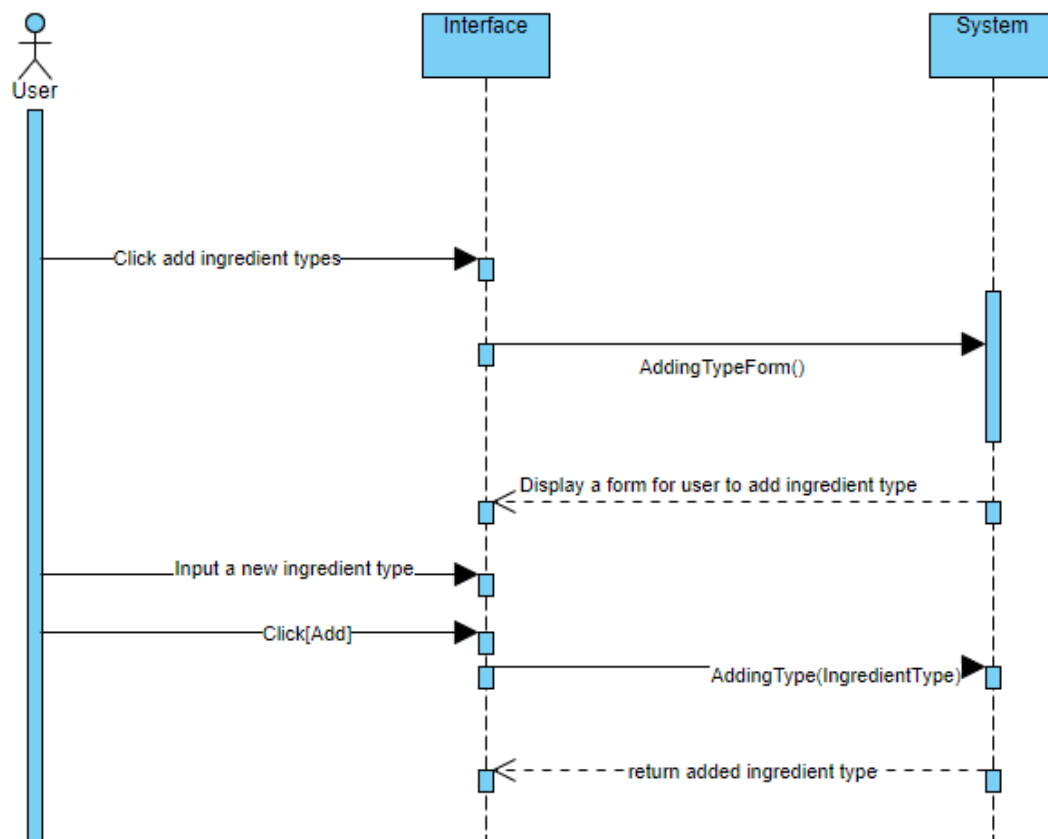 Interface
System
User
Click add ingredient types
AddingTypeForm()
Display a form for user to add ingredient type
Input a new ingredient type
Click[Add]
AddingType(IngredientType)
return added ingredient type